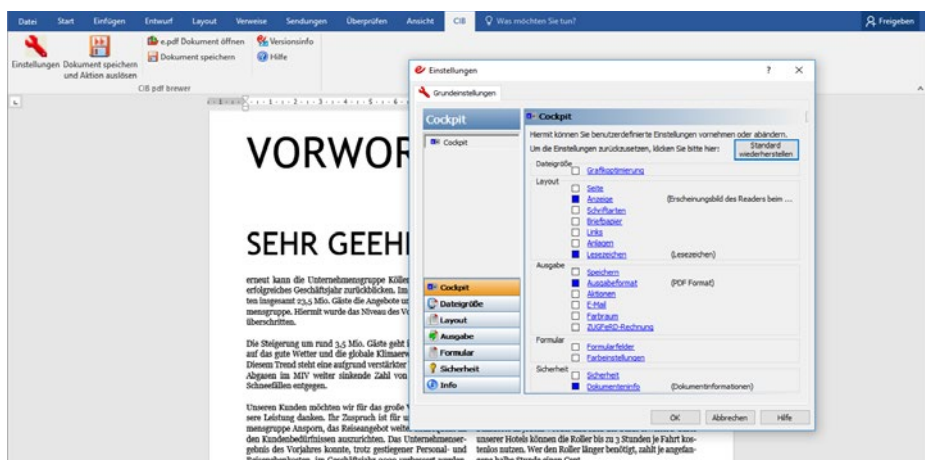 Datei Start Einfügen Entwurf Layout Verweise Sendungen Überprüfen Ansicht CIB Was möchten Sie tun? Freigeben
Einstellungen
Dokument speichern
und Aktion auslösen
e.pdf Dokument öffnen
Dokument speichern
Versionsinfo
Hilfe
CIB pdf brewer
VORWOR
SEHR GEEH
erneut kann die Unternehmensgruppe Köll
erfolgreiches Geschäftsjahr zurückblicken. Im
ten insgesamt 23,5 Mio. Gäste die Angebote
mensgruppe. Hiermit wurde das Niveau des
überschritten.
Die Steigerung um rund 3,5 Mio. Gäste geht
auf das gute Wetter und die globale
Diesem Trend steht eine aufgrund verstärkter
Abgasen im MIV weiter sinkende Zahl von
Schneefällen entgegen.
Unseren Kunden möchten wir für das große
sere Leistung danken. Ihr Zuspruch ist für
mensgruppe Ansporn, das Reiseangebot
den Kundenbedürfnissen auszurichten. Das Unternehmenser-
gebnis des Vorjahres konnte, trotz gestiegener Personal- und
unserer Hotels können die Roller bis zu 3 Stunden je Fahrt kos-
tenlos nutzen. Wer den Roller länger benötigt, zahlt je angefan-
Einstellungen ? ×
Grundeinstellungen
Cockpit
Cockpit
Cockpit
Dateigröße
Layout
Ausgabe
Formular
Sicherheit
Info
Cockpit
Hiermit können Sie benutzerdefinierte Einstellungen vornehmen oder abändern.
Um die Einstellungen zurückzusetzen, klicken Sie bitte hier:
Standard
wiederherstellen
Dateigröße
Grafikoptimierung
Layout
Seite
Anzeige (Erscheinungsbild des Readers beim ...
Schriftarten
Briefpapier
Links
Anlagen
Lesezeichen (Lesezeichen)
Ausgabe
Speichern
Ausgabeformat (PDF Format)
Aktionen
E-Mail
Farbraum
ZUGFeRD-Rechnung
Formular
Formularfelder
Farbeinstellungen
Sicherheit
Sicherheit
Dokumenteninfo (Dokumentinformationen)
OK Abbrechen Hilfe